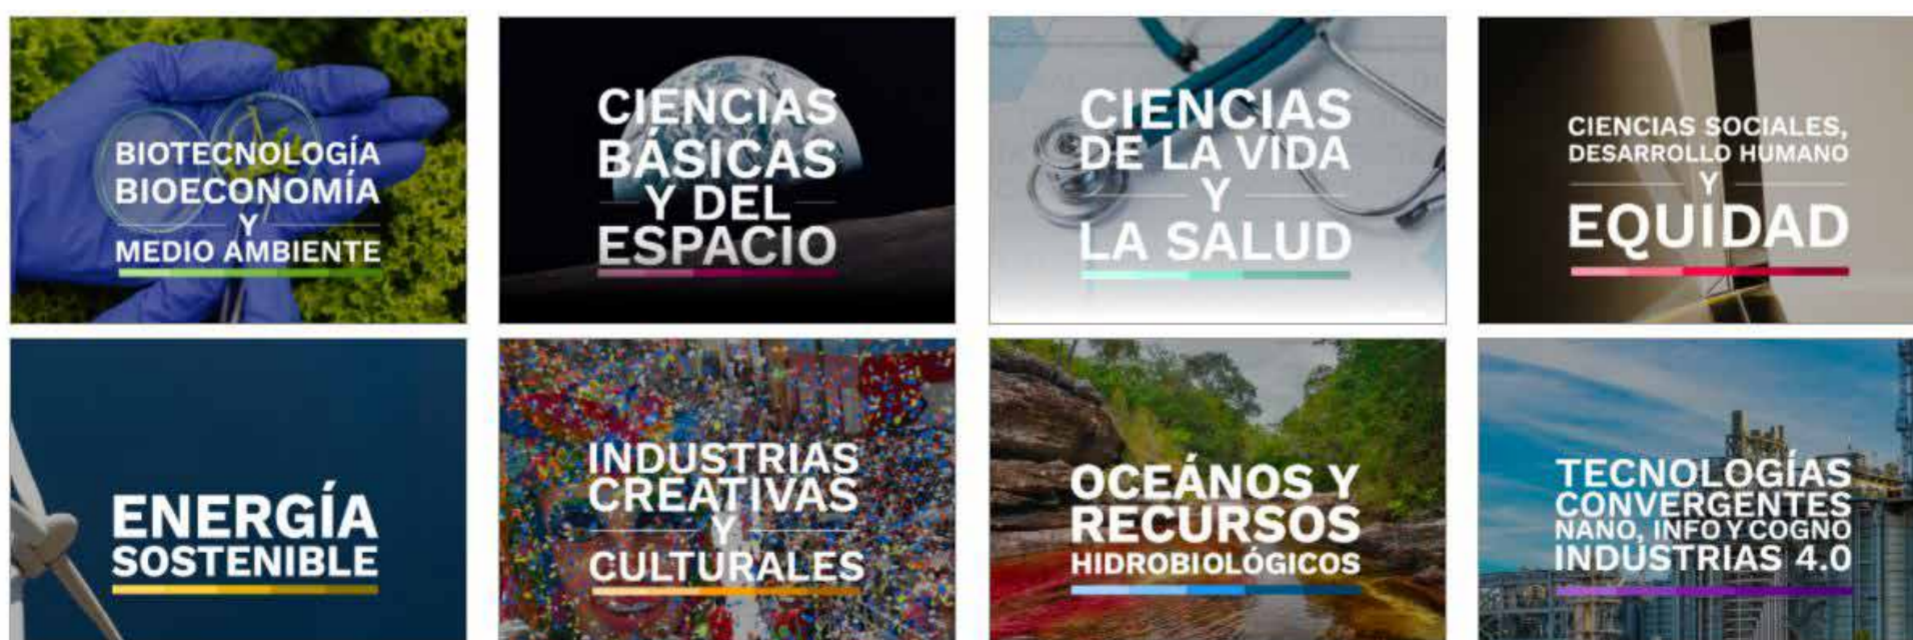 BIOTECNOLOGÍA
BIOECONOMÍA
Y
MEDIO AMBIENTE
CIENCIAS
BÁSICAS
Y DEL
ESPACIO
CIENCIAS
DE LA VIDA
Y
LA SALUD
CIENCIAS SOCIALES,
DESARROLLO HUMANO
Y
EQUIDAD
ENERGÍA
SOSTENIBLE
INDUSTRIAS
CREATIVAS
Y
CULTURALES
OCEÁNOS Y
RECURSOS
HIDROBIOLÓGICOS
TECNOLOGÍAS
CONVERGENTES
NANO, INFO Y COGNO
INDUSTRIAS 4.0